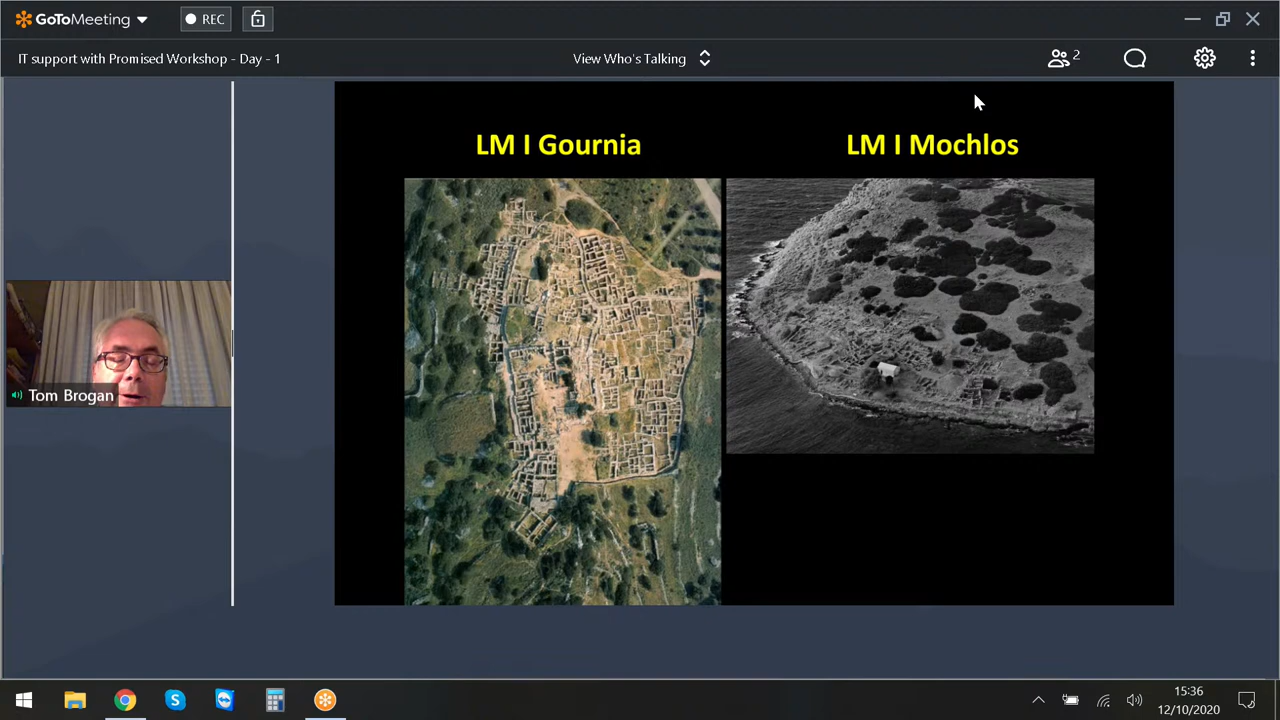 GoToMeeting
REC
IT support with Promised Workshop - Day - 1
View Who's Talking
2
LM I Gournia
LM I Mochlos
Tom Brogan
15:36
12/10/2020